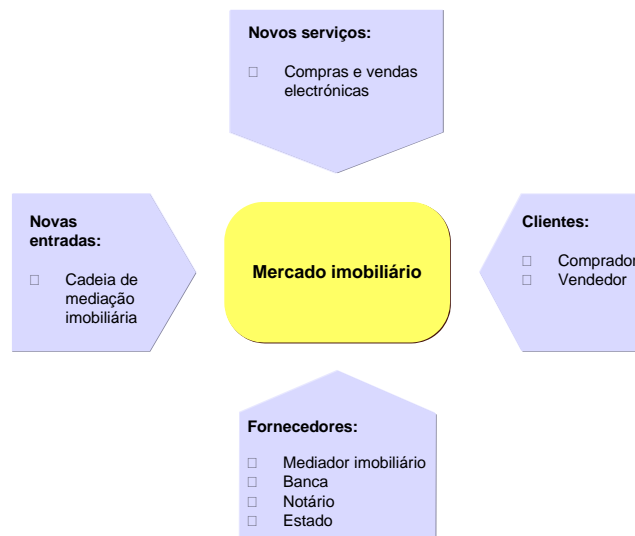 Novos serviços:
□ Compras e vendas
electrónicas
Novas
entradas:
□ Cadeia de
mediação
imobiliária
Mercado imobiliário
Clientes:
□ Comprador
□ Vendedor
Fornecedores:
□ Mediador imobiliário
□ Banca
□ Notário
□ Estado